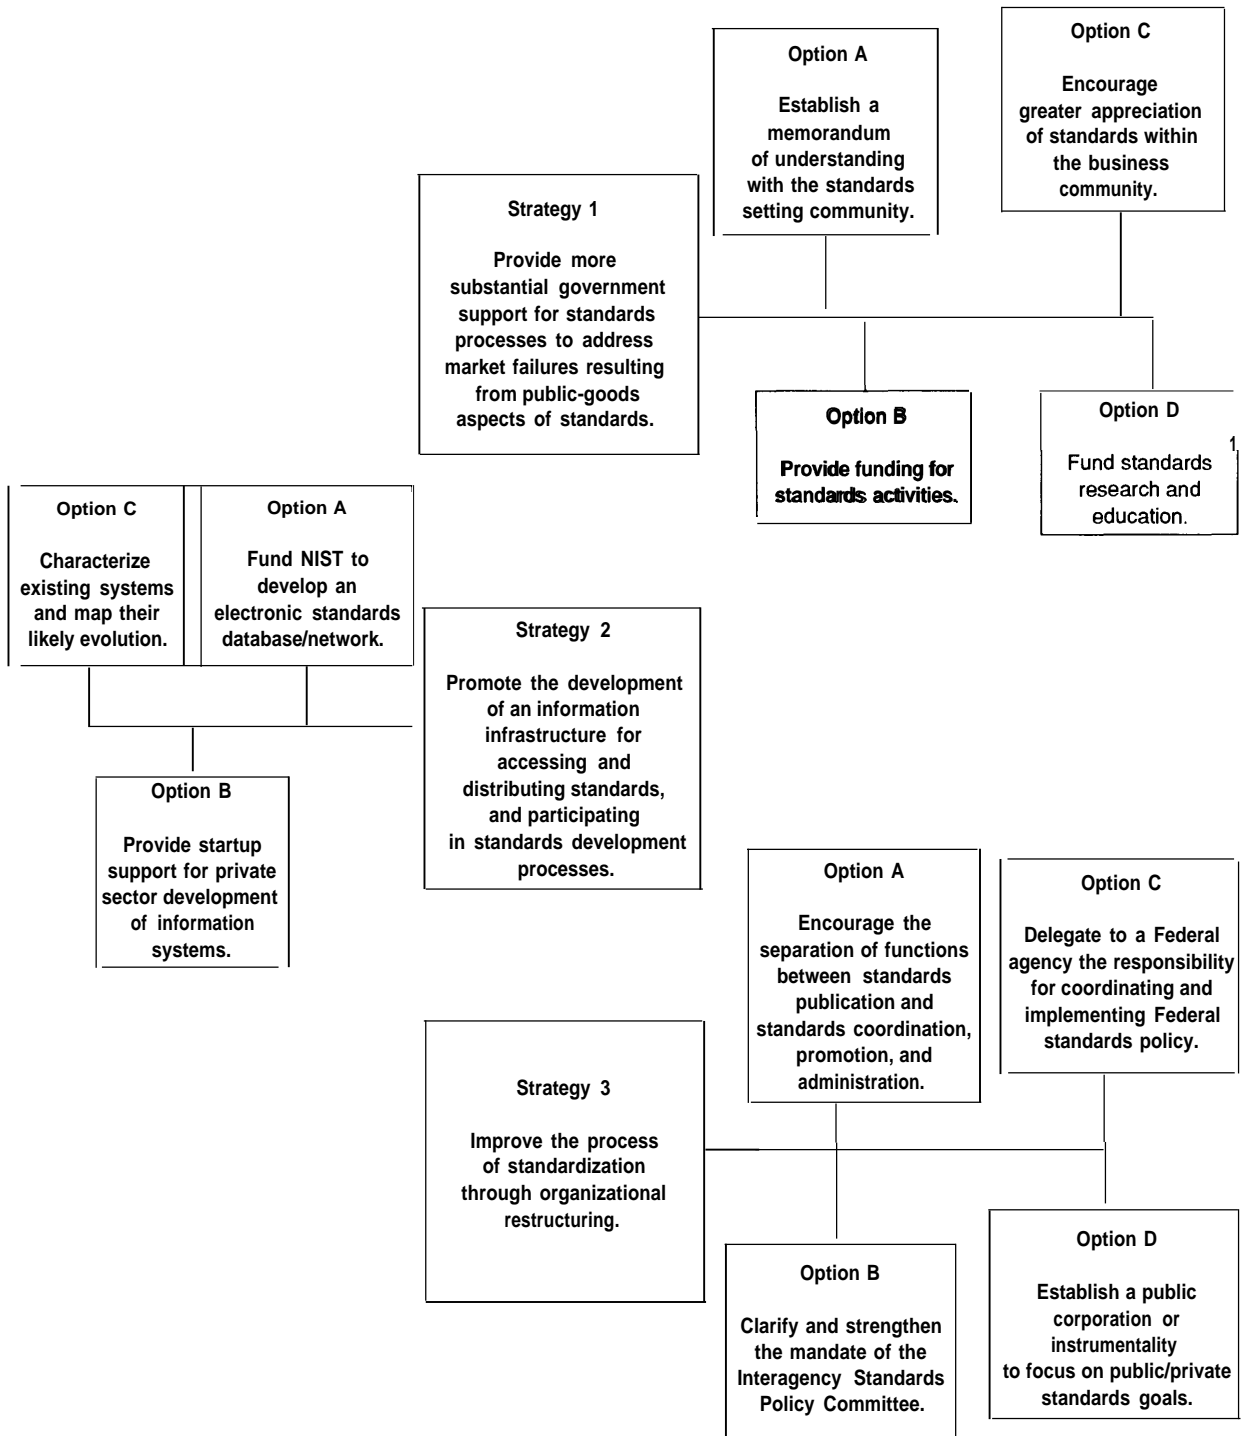 Strategy 1
Provide more
substantial government
support for standards
processes to address
market failures resulting
from public-goods
aspects of standards.
Option A
Establish a
memorandum
of understanding
with the standards
setting community.
Option C
Encourage
greater appreciation
of standards within
the business
community.
Option B
Provide funding for
standards activities.
Option D
1
Fund standards
research and
education.
Strategy 2
Promote the development
of an information
infrastructure for
accessing and
distributing standards,
and participating
in standards development
processes.
Option C
Characterize
existing systems
and map their
likely evolution.
Option A
Fund NIST to
develop an
electronic standards
database/network.
Option B
Provide startup
support for private
sector development
of information
systems.
Strategy 3
Improve the process
of standardization
through organizational
restructuring.
Option A
Encourage the
separation of functions
between standards
publication and
standards coordination,
promotion, and
administration.
Option C
Delegate to a Federal
agency the responsibility
for coordinating and
implementing Federal
standards policy.
Option B
Clarify and strengthen
the mandate of the
Interagency Standards
Policy Committee.
Option D
Establish a public
corporation or
instrumentality
to focus on public/private
standards goals.